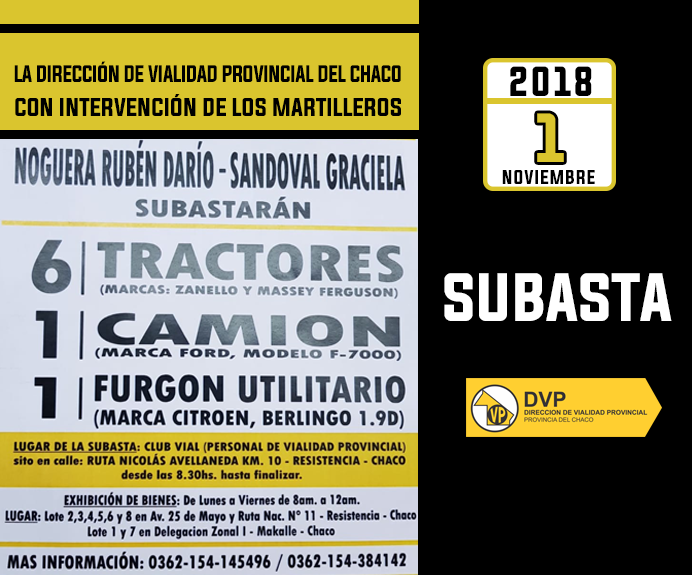 LA DIRECCIÓN DE VIALIDAD PROVINCIAL DEL CHACO
CON INTERVENCIÓN DE LOS MARTILLEROS
NOGUERA RUBÉN DARÍO - SANDOVAL GRACIELA
SUBASTARÁN
6 TRACTORES
(MARCAS: ZANELLO Y MASSEY FERGUSON)
1 CAMION
(MARCA FORD, MODELO F-7000)
1 FURGON UTILITARIO
(MARCA CITROEN, BERLINGO 1.9D)
LUGAR DE LA SUBASTA: CLUB VIAL (PERSONAL DE VIALIDAD PROVINCIAL)
sito en calle: RUTA NICOLÁS AVELLANEDA KM. 10 - RESISTENCIA - CHACO
desde las 8.30hs. hasta finalizar.
EXHIBICIÓN DE BIENES: De Lunes a Viernes de 8am. a 12am.
LUGAR: Lote 2,3,4,5,6 y 8 en Av. 25 de Mayo y Ruta Nac. N° 11 - Resistencia - Chaco
Lote 1 y 7 en Delegacion Zonal I - Makalle - Chaco
MAS INFORMACIÓN: 0362-154-145496 / 0362-154-384142
2018
1
NOVIEMBRE
SUBASTA
VP
DVP
DIRECCION DE VIALIDAD PROVINCIAL
PROVINCIA DEL CHACO